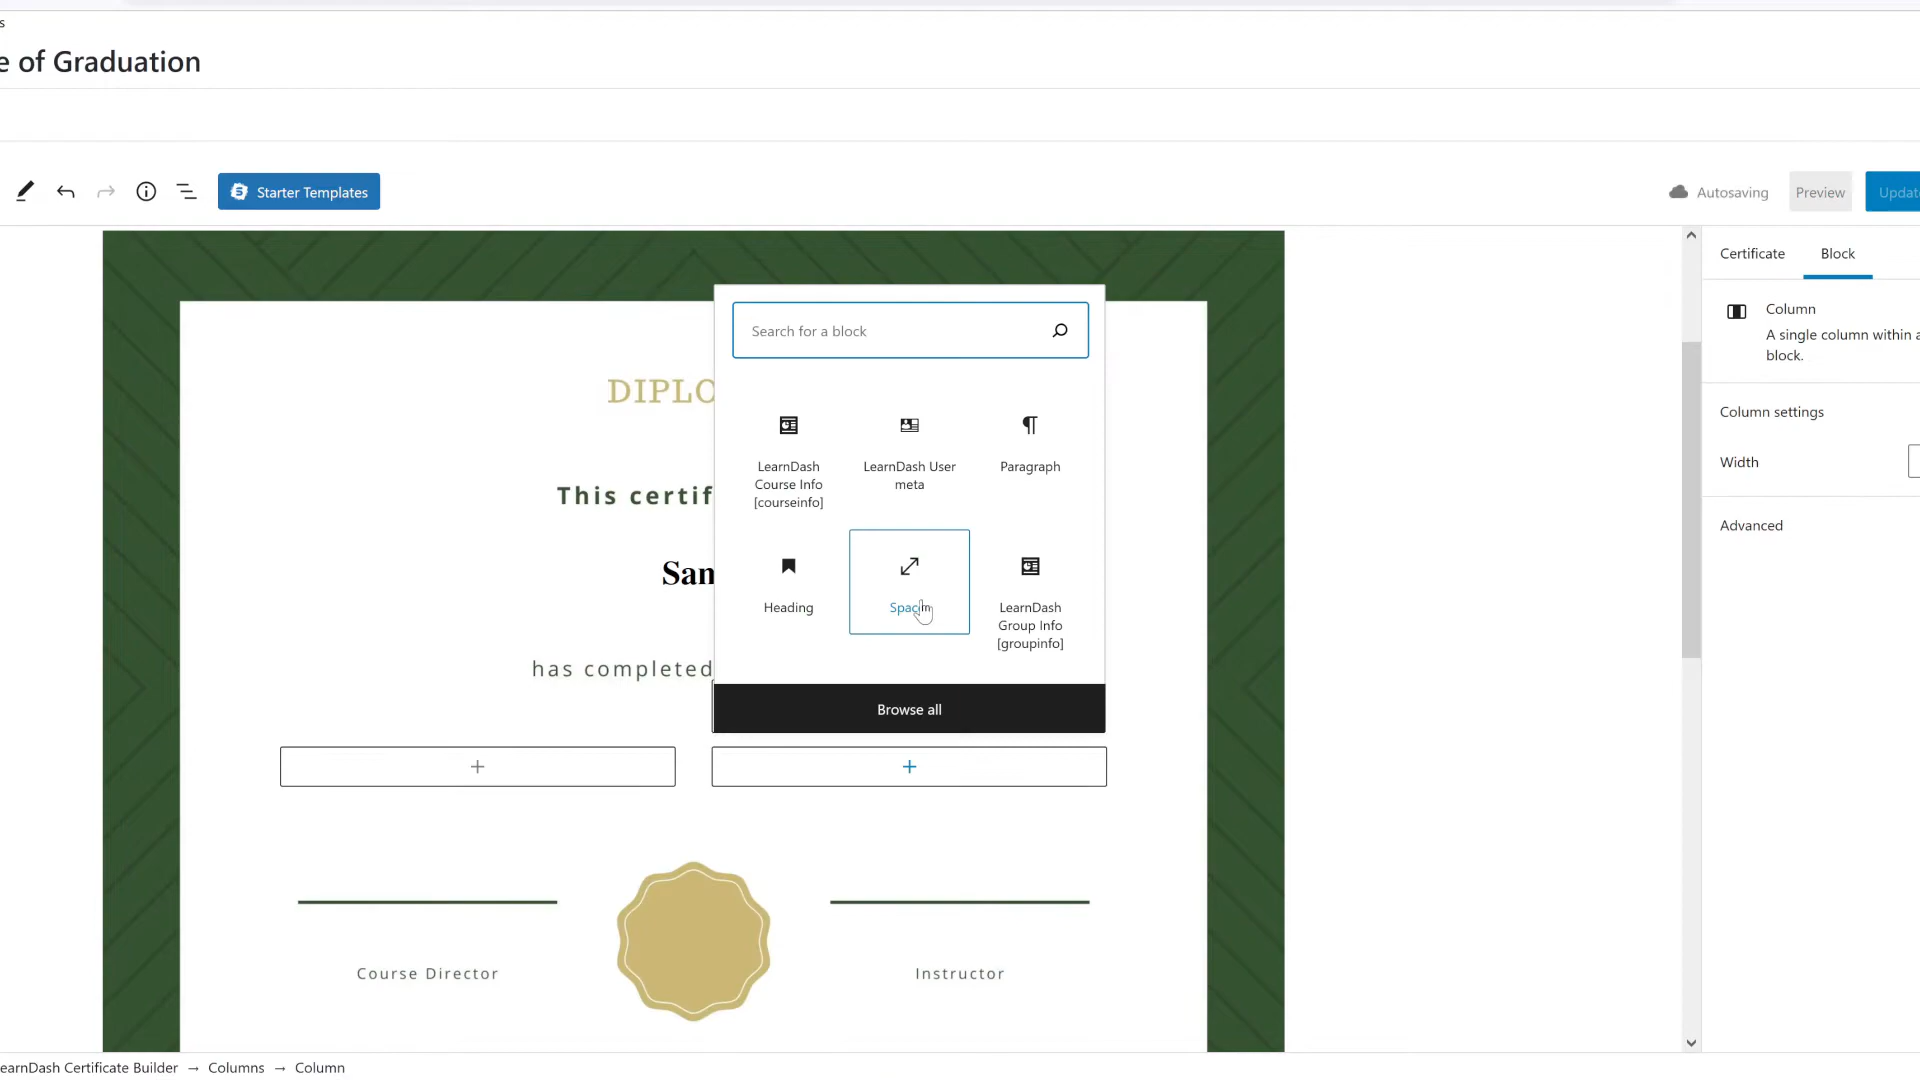 s
e of Graduation
Starter Templates
Autosaving
Preview
Updat
Certificate
Block
Column
A single column within a
block.
Column settings
Width
Advanced
Search for a block
LearnDash
Course Info
[courseinfo]
LearnDash User
meta
Paragraph
Heading
LearnDash
Group Info
[groupinfo]
Browse all
DIPLO
This certif
San
has completed
Course Director
Instructor
earnDash Certificate Builder → Columns → Column